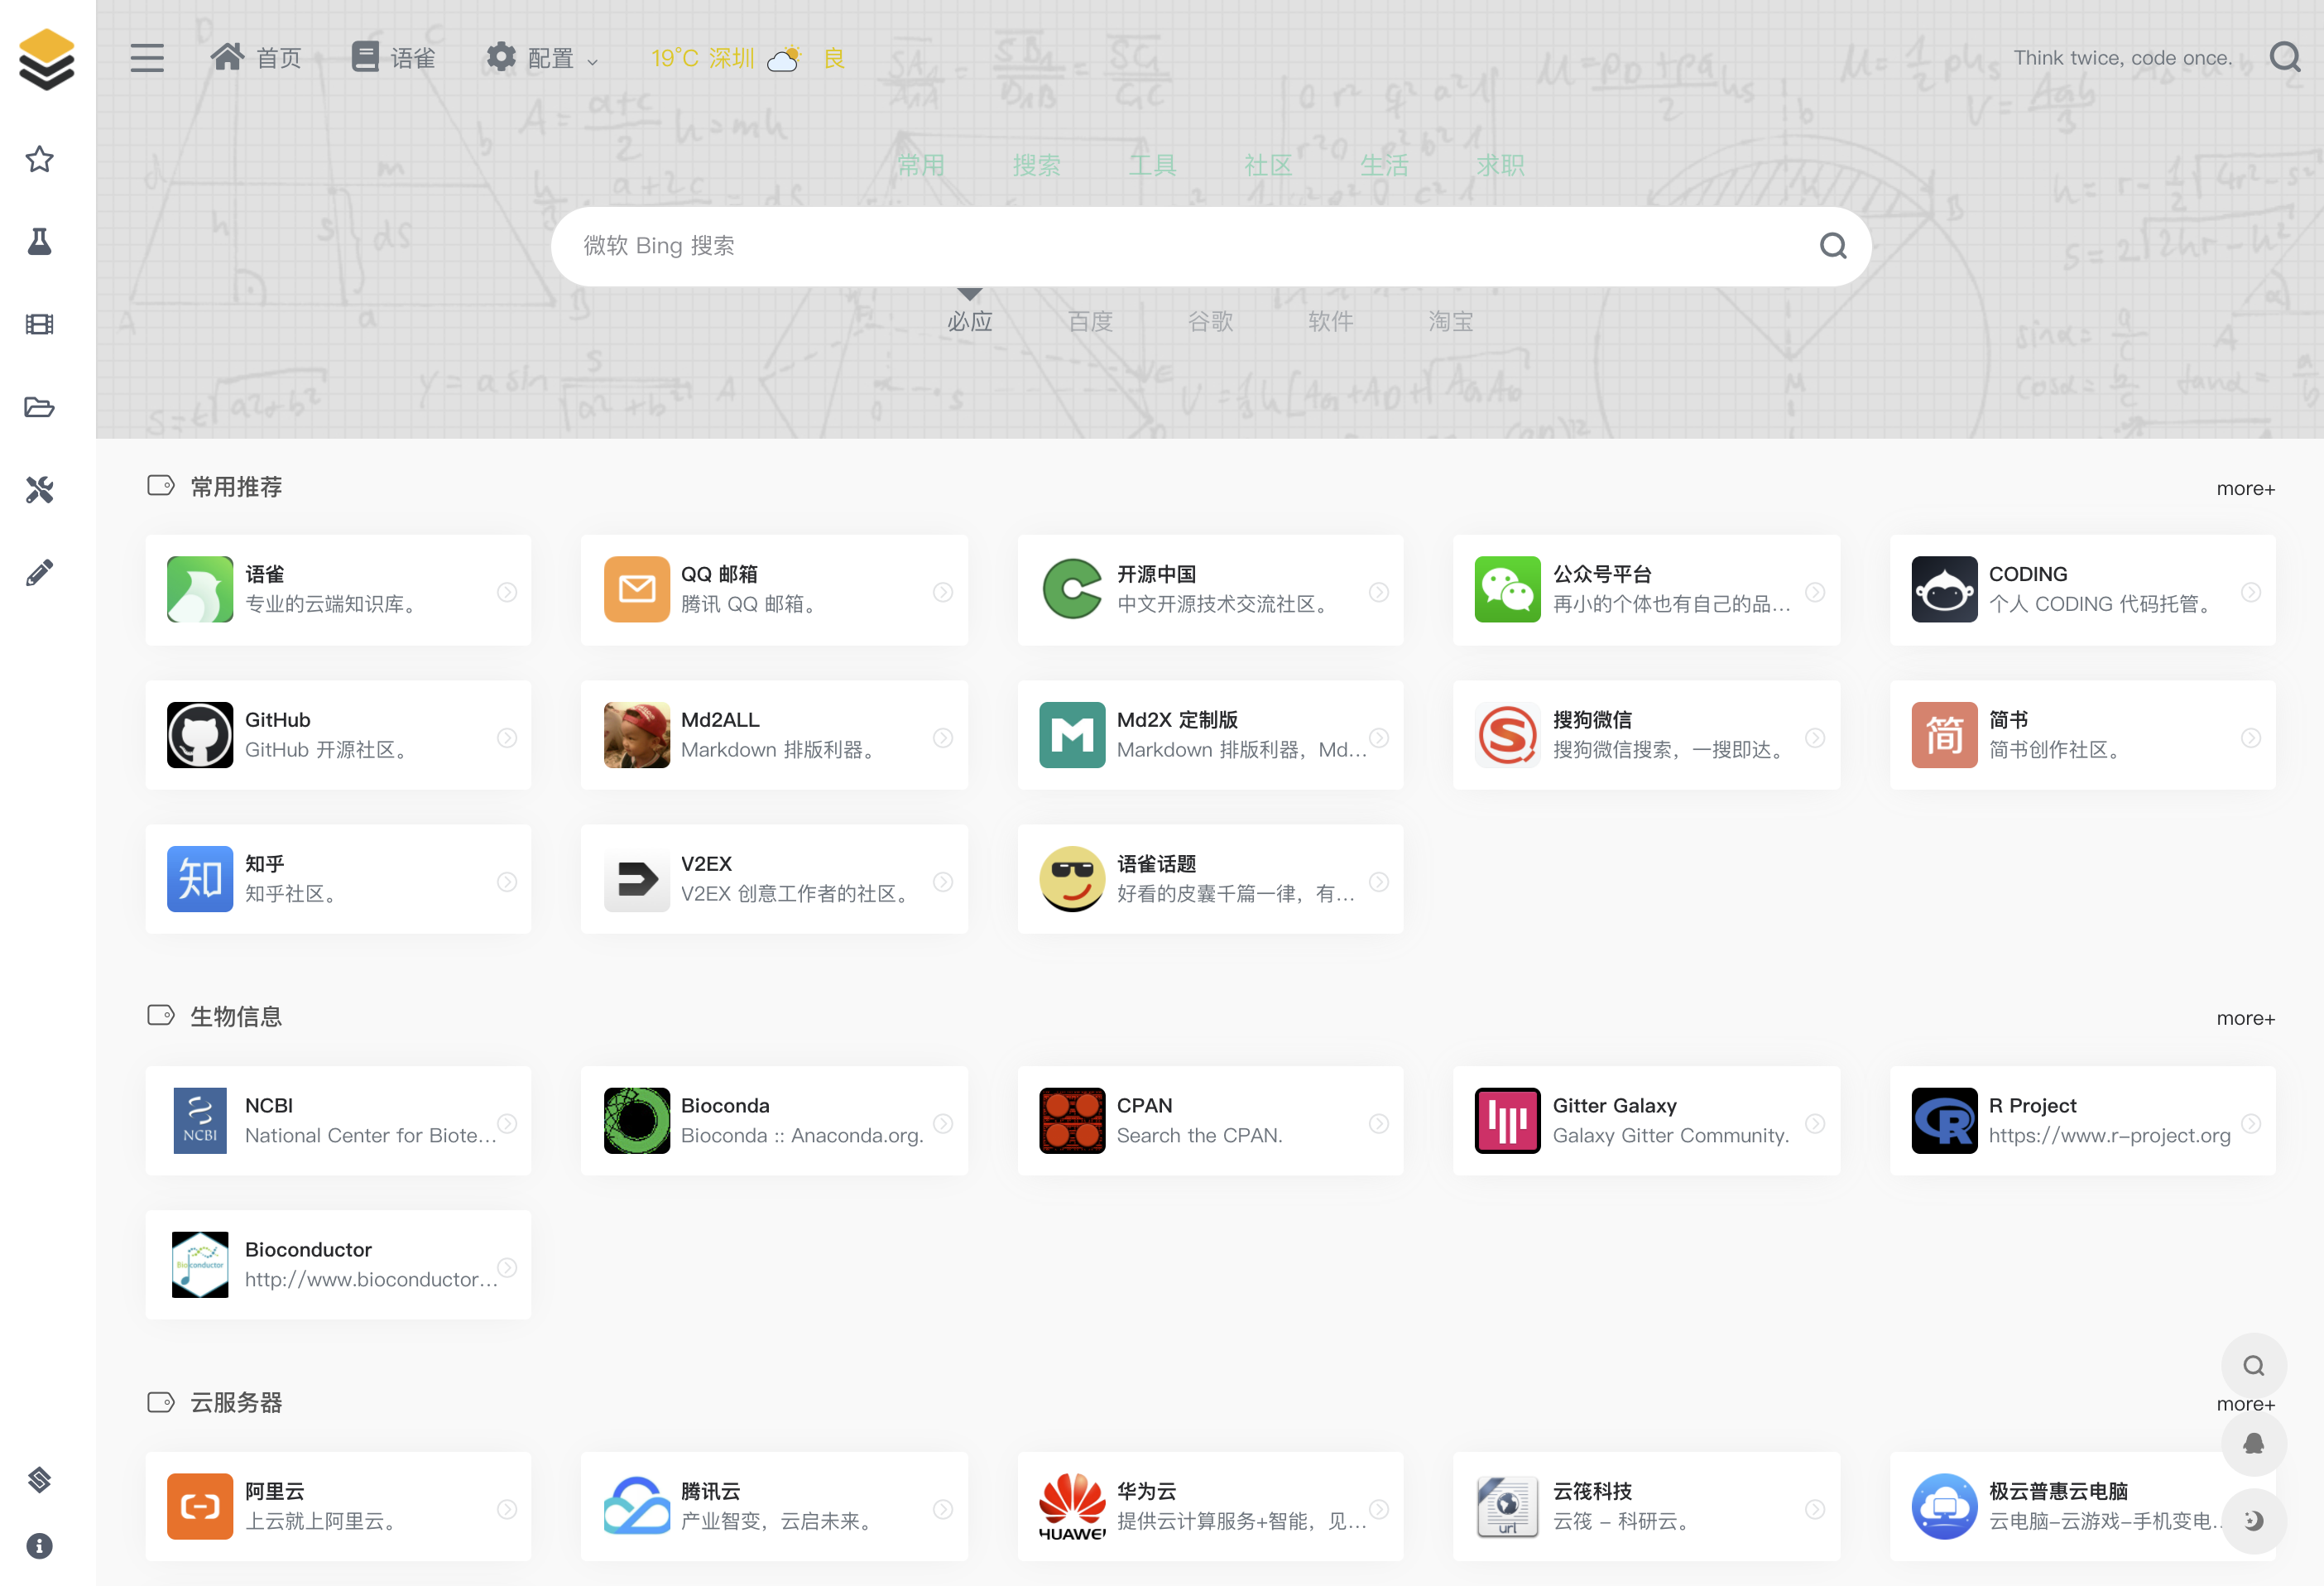 首页
语雀
配置
19°C 深圳 良
Think twice, code once.
常用 搜索 工具 社区 生活 求职
微软 Bing 搜索
必应 百度 谷歌 软件 淘宝
常用推荐
more+
语雀
专业的云端知识库。
QQ 邮箱
腾讯 QQ 邮箱。
开源中国
中文开源技术交流社区。
公众号平台
再小的个体也有自己的品...
CODING
个人 CODING 代码托管。
GitHub
GitHub 开源社区。
Md2ALL
Markdown 排版利器。
Md2X 定制版
Markdown 排版利器，Md...
搜狗微信
搜狗微信搜索，一搜即达。
简
简书
简书创作社区。
知
知乎
知乎社区。
V2EX
V2EX 创意工作者的社区。
语雀话题
好看的皮囊千篇一律，有...
生物信息
more+
NCBI
NCBI
National Center for Biote...
Bioconda
Bioconda :: Anaconda.org.
CPAN
Search the CPAN.
Gitter Galaxy
Galaxy Gitter Community.
R Project
https://www.r-project.org
Bioconductor
Bioconductor
http://www.bioconductor...
云服务器
more+
阿里云
上云就上阿里云。
腾讯云
产业智变，云启未来。
HUAWEI
华为云
提供云计算服务+智能，见...
url
云筏科技
云筏 - 科研云。
极云普惠云电脑
云电脑-云游戏-手机变电...